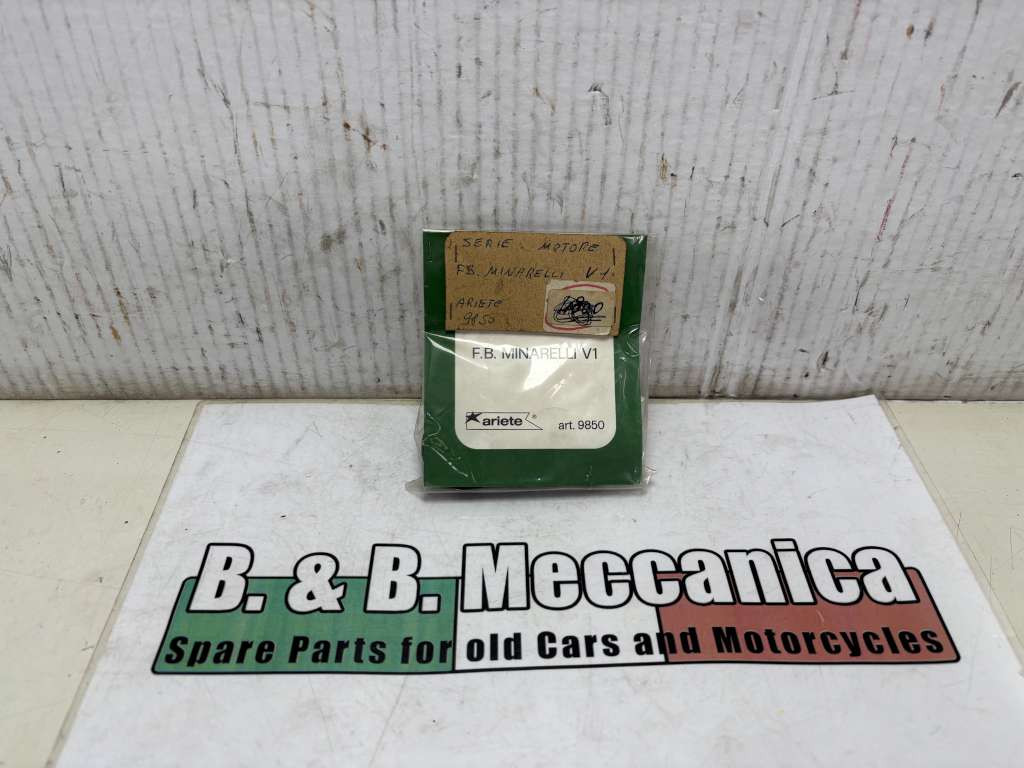 SERIE MOTORE
F.B. MINARELLI V1
ARIETE
9850
F.B. MINARELLI V1
ariete®
art. 9850
B. & B. Meccanica
Spare Parts for old Cars and Motorcycles